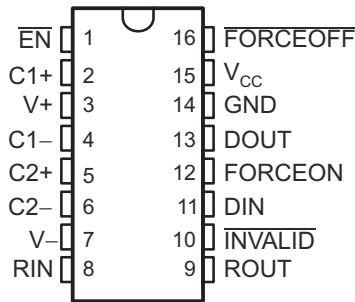 EN 1 16 FORCEOFF
C1+ 2 15 VCC
V+ 3 14 GND
C1– 4 13 DOUT
C2+ 5 12 FORCEON
C2– 6 11 DIN
V– 7 10 INVALID
RIN 8 9 ROUT